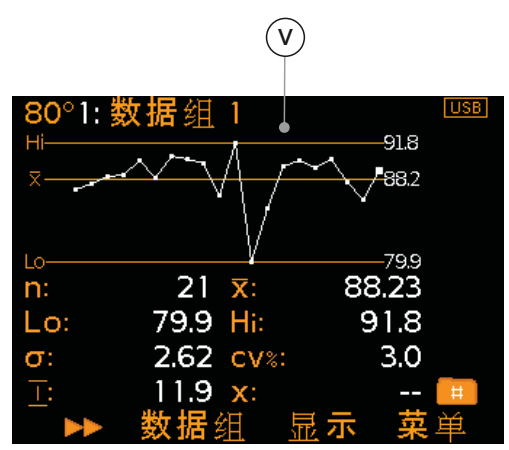 V
80°1: 数据组 1 USB
Hi 91.8
x̅ 88.2
Lo 79.9
n: 21 x̅: 88.23
Lo: 79.9 Hi: 91.8
σ: 2.62 cv%: 3.0
⌶: 11.9 x: -- #
数据组 显示 菜单